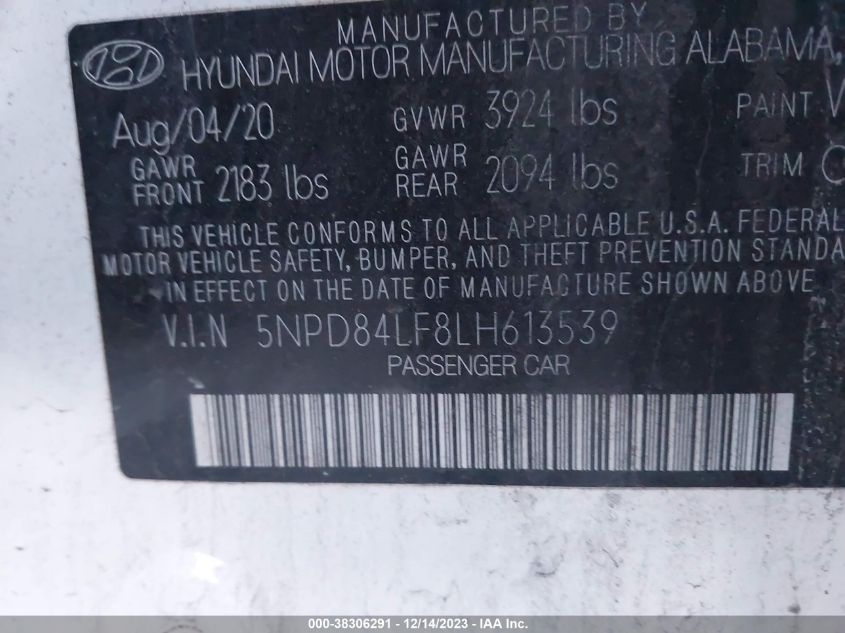 MANUFACTURED BY
HYUNDAI MOTOR MANUFACTURING ALABAMA,
Aug/04/20 GVWR 3924 lbs PAINT
GAWR FRONT 2183 lbs GAWR REAR 2094 lbs TRIM
THIS VEHICLE CONFORMS TO ALL APPLICABLE U.S.A. FEDERAL
MOTOR VEHICLE SAFETY, BUMPER, AND THEFT PREVENTION STANDA
IN EFFECT ON THE DATE OF MANUFACTURE SHOWN ABOVE
V.I.N 5NPD84LF8LH613539
PASSENGER CAR
000-38306291 - 12/14/2023 - IAA Inc.